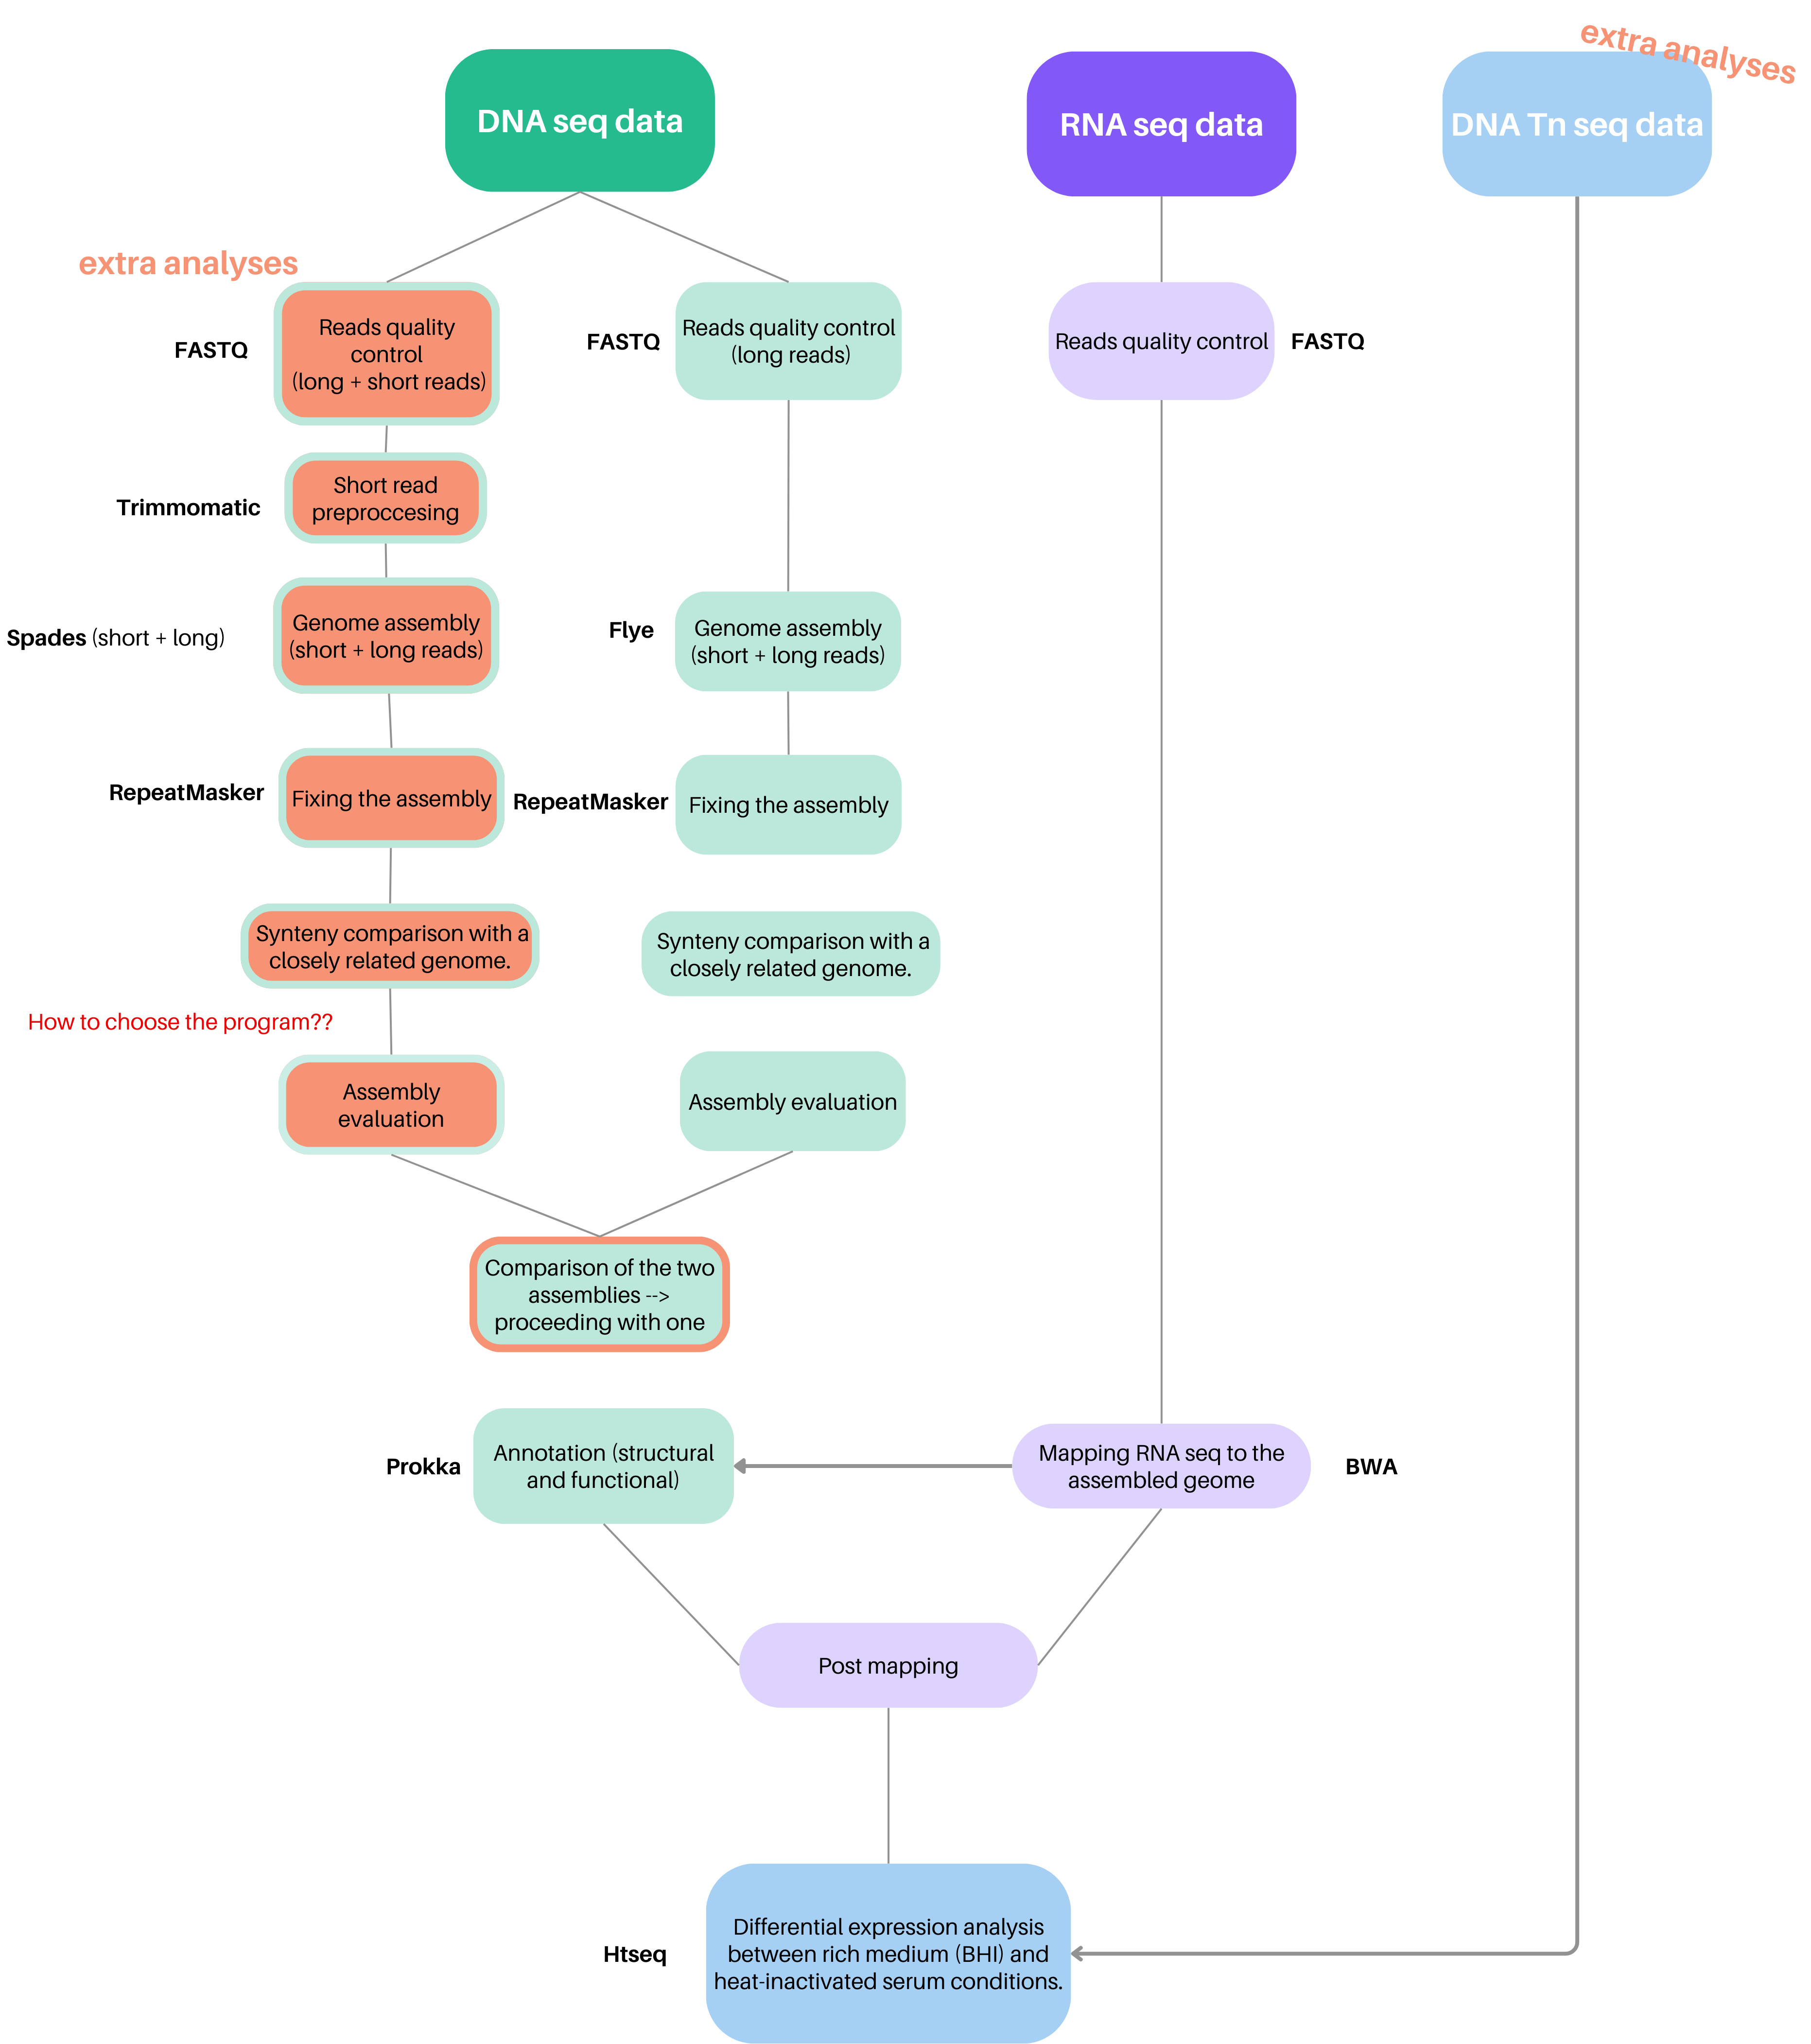 extra analyses
DNA seq data
RNA seq data
DNA Tn seq data
extra analyses
FASTQ
Reads quality
control
(long + short reads)
FASTQ
Reads quality control
(long reads)
Reads quality control
FASTQ
Trimmomatic
Short read
preproccesing
Spades (short + long)
Genome assembly
(short + long reads)
Flye
Genome assembly
(short + long reads)
RepeatMasker
Fixing the assembly
RepeatMasker
Fixing the assembly
Synteny comparison with a
closely related genome.
Synteny comparison with a
closely related genome.
How to choose the program??
Assembly
evaluation
Assembly evaluation
Comparison of the two
assemblies -->
proceeding with one
Prokka
Annotation (structural
and functional)
Mapping RNA seq to the
assembled geome
BWA
Post mapping
Htseq
Differential expression analysis
between rich medium (BHI) and
heat-inactivated serum conditions.